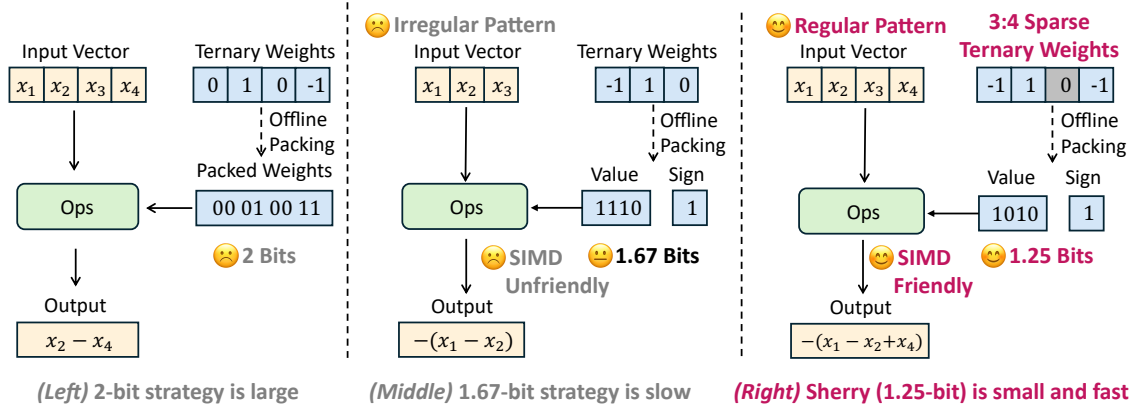 Input Vector
x₁ x₂ x₃ x₄
Ternary Weights
0 1 0 -1
Offline
Packing
Packed Weights
00 01 00 11
Ops
2 Bits
Output
x₂ − x₄
(Left) 2-bit strategy is large
Irregular Pattern
Input Vector
x₁ x₂ x₃
Ternary Weights
-1 1 0
Offline
Packing
Value Sign
1110 1
Ops
SIMD
Unfriendly
1.67 Bits
Output
−(x₁ − x₂)
(Middle) 1.67-bit strategy is slow
Regular Pattern
Input Vector
x₁ x₂ x₃ x₄
3:4 Sparse
Ternary Weights
-1 1 0 -1
Offline
Packing
Value Sign
1010 1
Ops
SIMD
Friendly
1.25 Bits
Output
−(x₁ − x₂+x₄)
(Right) Sherry (1.25-bit) is small and fast